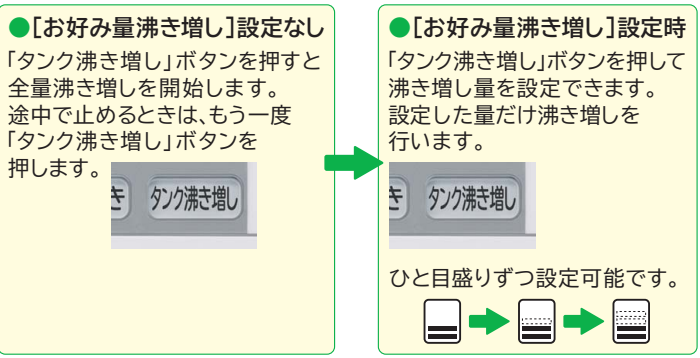 ●[お好み量沸き増し]設定なし
「タンク沸き増し」ボタンを押すと
全量沸き増しを開始します。
途中で止めるときは、もう一度
「タンク沸き増し」ボタンを
押します。
き タンク沸き増し
●[お好み量沸き増し]設定時
「タンク沸き増し」ボタンを押して
沸き増し量を設定できます。
設定した量だけ沸き増しを
行います。
き タンク沸き増し
ひと目盛りずつ設定可能です。